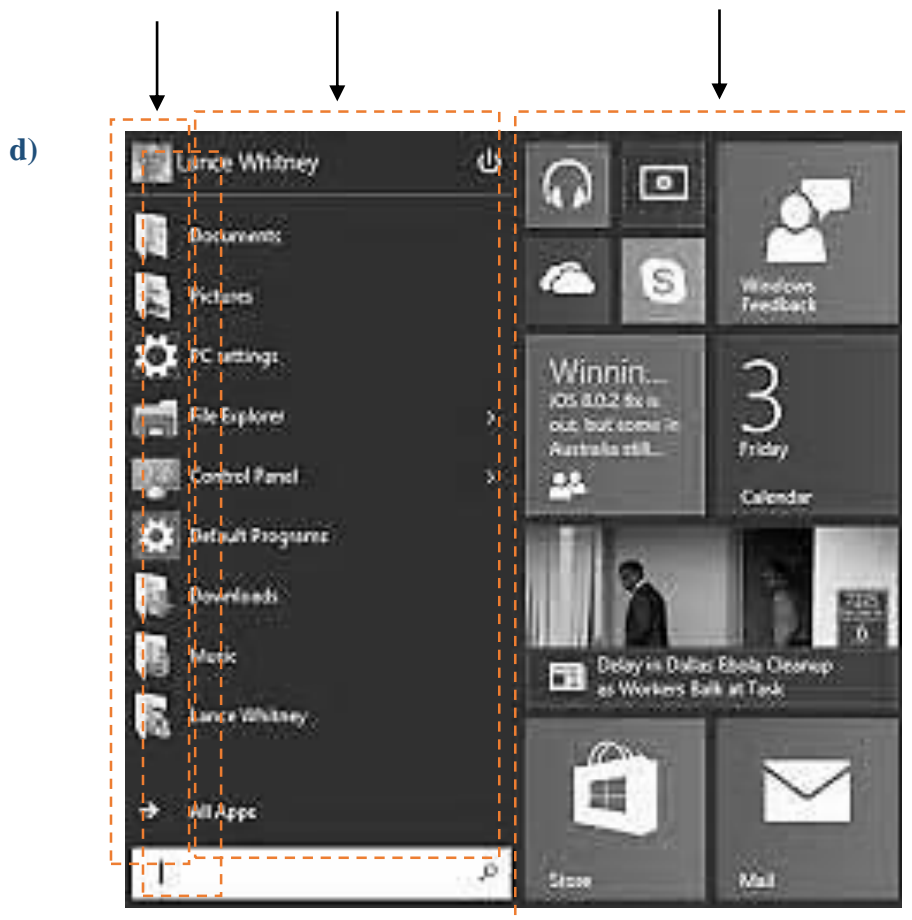 d)
Lance Whitney
Documents
Pictures
PC settings
File Explorer
Control Panel
Default Programs
Downloads
Music
Lance Whitney
All Apps
S
Windows
Feedback
Winnin...
iOS 8.0.2 fix is
out, but some in
Australia still...
3
Friday
Calendar
Delay in Dallas Ebola Cleanup
as Workers Balk at Task
Store
Mail